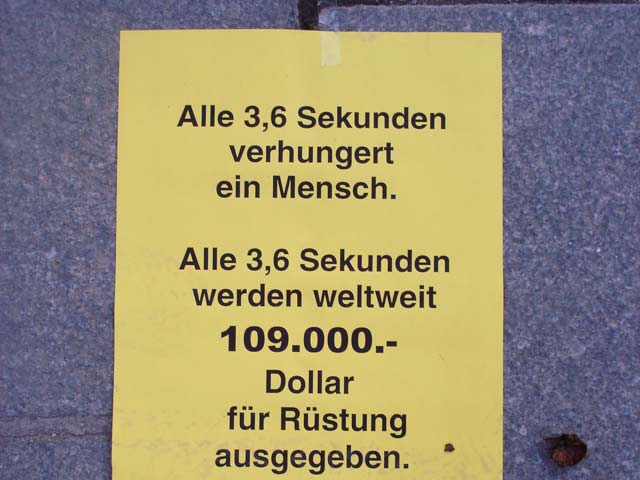 Alle 3,6 Sekunden
verhungert
ein Mensch.
Alle 3,6 Sekunden
werden weltweit
109.000.-
Dollar
für Rüstung
ausgegeben.